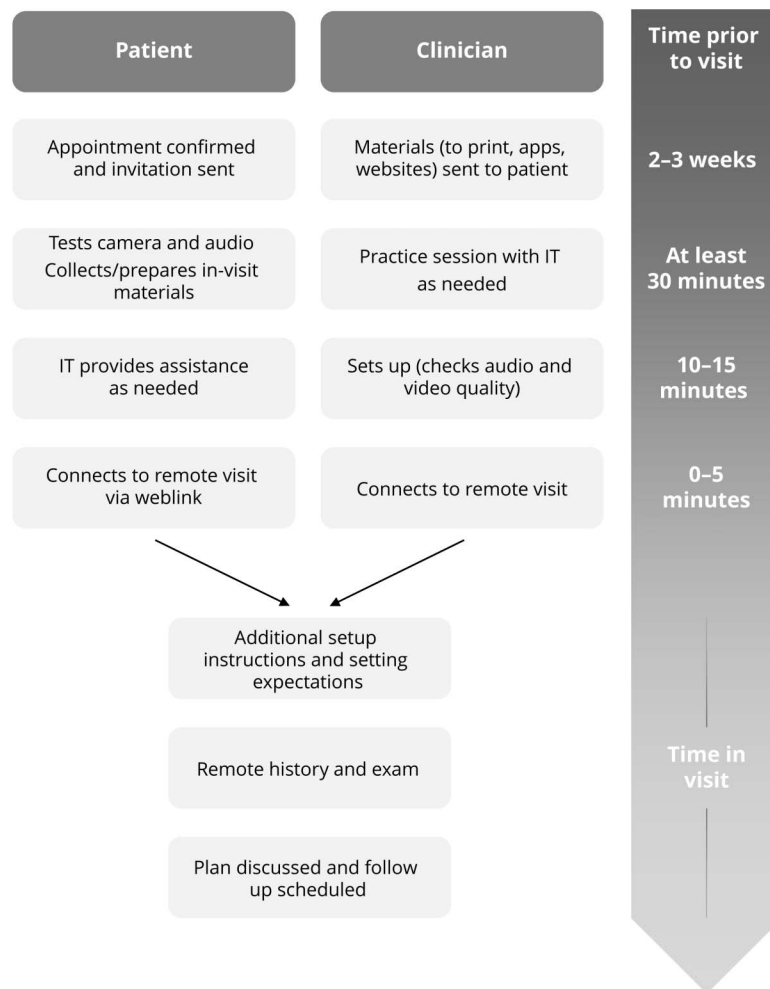 Patient
Clinician
Time prior
to visit
Appointment confirmed
and invitation sent
Materials (to print, apps,
websites) sent to patient
2–3 weeks
Tests camera and audio
Collects/prepares in-visit
materials
Practice session with IT
as needed
At least
30 minutes
IT provides assistance
as needed
Sets up (checks audio and
video quality)
10–15
minutes
Connects to remote visit
via weblink
Connects to remote visit
0–5
minutes
Additional setup
instructions and setting
expectations
Remote history and exam
Time in
visit
Plan discussed and follow
up scheduled